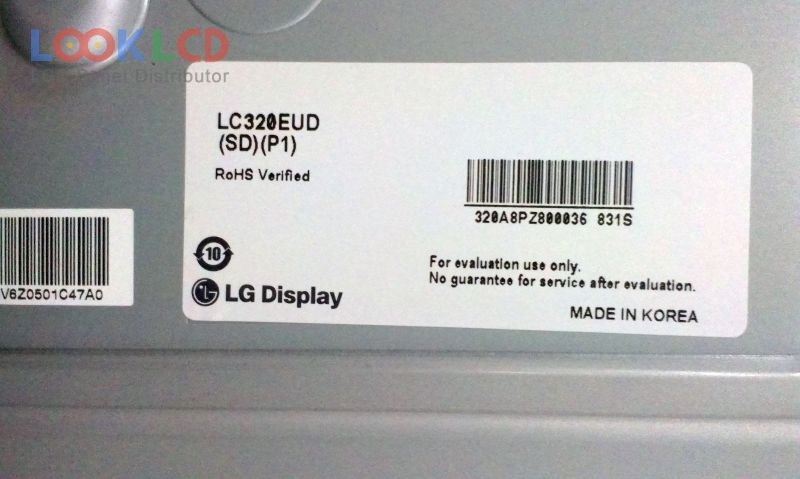 LOOKLCD
jet Distributor
LC320EUD
(SD)(P1)
RoHS Verified
320A8PZ800036 831S
V6Z0501C47A0
10
For evaluation use only.
No guarantee for service after evaluation.
LG Display
MADE IN KOREA